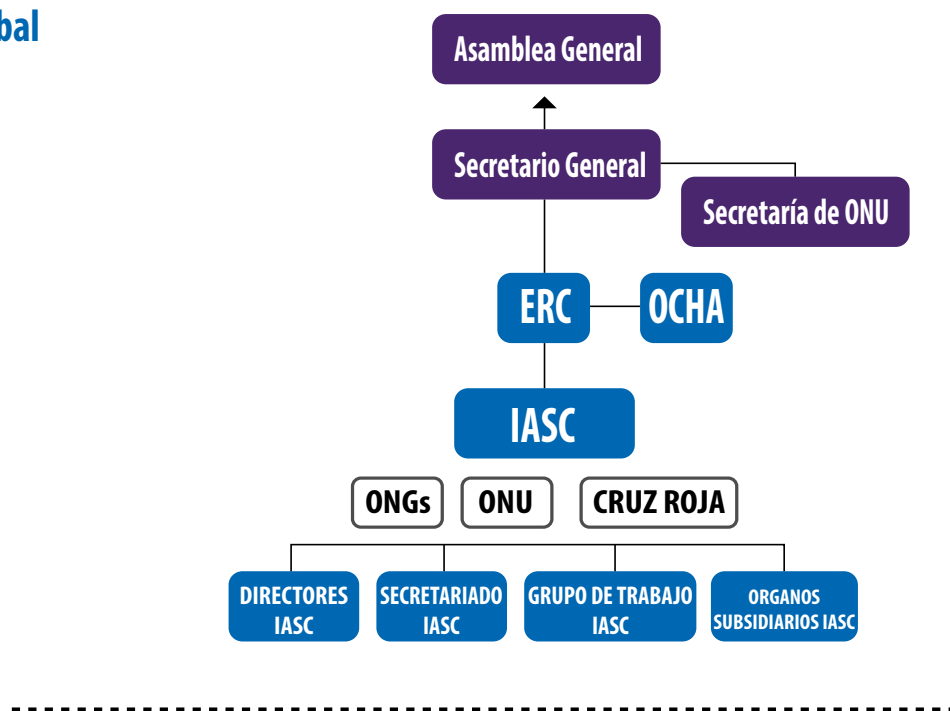 bal
Asamblea General
Secretario General
Secretaría de ONU
ERC
OCHA
IASC
ONGs
ONU
CRUZ ROJA
DIRECTORES
IASC
SECRETARIADO
IASC
GRUPO DE TRABAJO
IASC
ORGANOS
SUBSIDIARIOS IASC